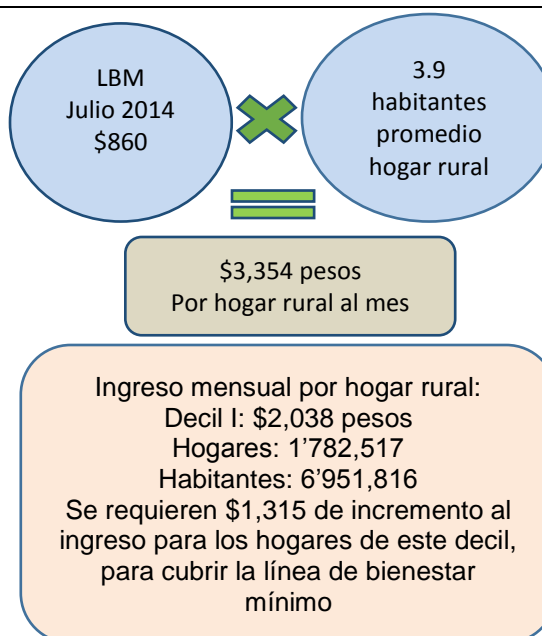 LBM
Julio 2014
$860
3.9
habitantes
promedio
hogar rural
$3,354 pesos
Por hogar rural al mes
Ingreso mensual por hogar rural:
Decil I: $2,038 pesos
Hogares: 1’782,517
Habitantes: 6’951,816
Se requieren $1,315 de incremento al
ingreso para los hogares de este decil,
para cubrir la línea de bienestar
mínimo